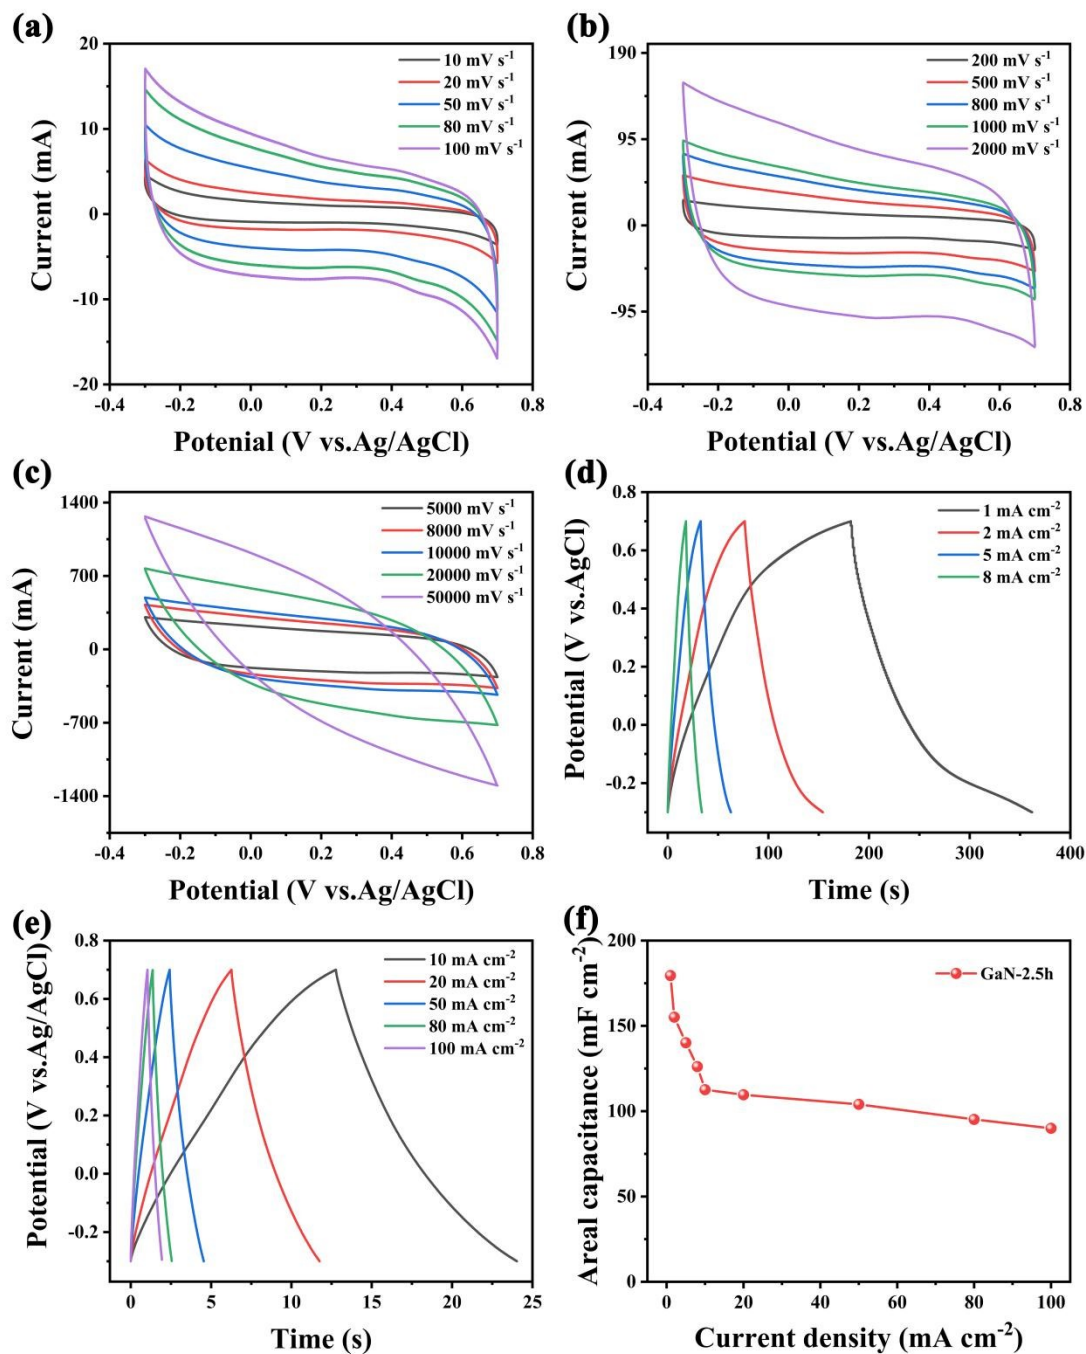 (a)
20
10
0
-10
-20
-0.4 -0.2 0.0 0.2 0.4 0.6 0.8
Current (mA)
Potenial (V vs.Ag/AgCl)
10 mV s⁻¹
20 mV s⁻¹
50 mV s⁻¹
80 mV s⁻¹
100 mV s⁻¹
(b)
190
95
0
-95
-0.4 -0.2 0.0 0.2 0.4 0.6 0.8
Current (mA)
Potential (V vs.Ag/AgCl)
200 mV s⁻¹
500 mV s⁻¹
800 mV s⁻¹
1000 mV s⁻¹
2000 mV s⁻¹
(c)
1400
700
0
-700
-1400
-0.4 -0.2 0.0 0.2 0.4 0.6 0.8
Current (mA)
Potential (V vs.Ag/AgCl)
5000 mV s⁻¹
8000 mV s⁻¹
10000 mV s⁻¹
20000 mV s⁻¹
50000 mV s⁻¹
(d)
0.8
0.6
0.4
0.2
0.0
-0.2
0 100 200 300 400
Potential (V vs.AgCl)
Time (s)
1 mA cm⁻²
2 mA cm⁻²
5 mA cm⁻²
8 mA cm⁻²
(e)
0.8
0.6
0.4
0.2
0.0
-0.2
0 5 10 15 20 25
Potential (V vs.Ag/AgCl)
Time (s)
10 mA cm⁻²
20 mA cm⁻²
50 mA cm⁻²
80 mA cm⁻²
100 mA cm⁻²
(f)
200
150
100
50
0
0 20 40 60 80 100
Areal capacitance (mF cm⁻²)
Current density (mA cm⁻²)
GaN-2.5h